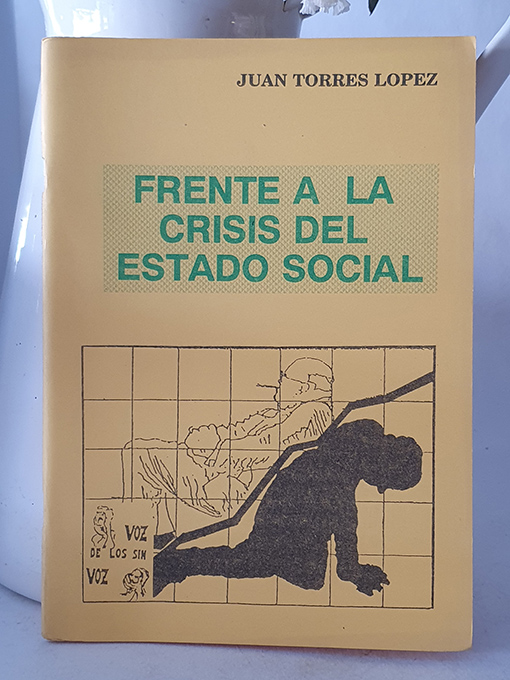 JUAN TORRES LOPEZ
FRENTE A LA
CRISIS DEL
ESTADO SOCIAL
VOZ
DE LOS SIN
VOZ